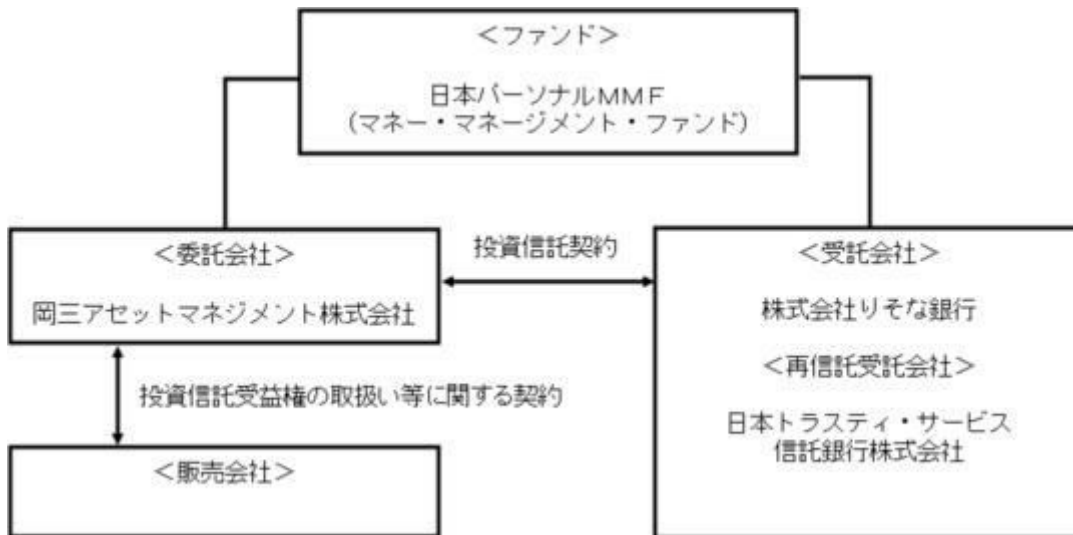 ＜ファンド＞
日本パーソナルＭＭＦ
（マネー・マネージメント・ファンド）
＜委託会社＞
岡三アセットマネジメント株式会社
投資信託契約
＜受託会社＞
株式会社りそな銀行
＜再信託受託会社＞
日本トラスティ・サービス
信託銀行株式会社
投資信託受益権の取扱い等に関する契約
＜販売会社＞